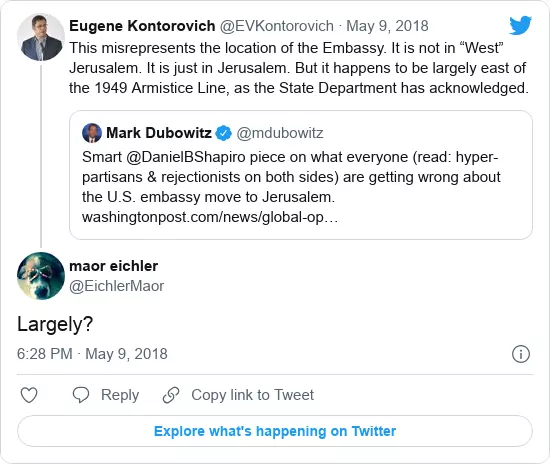 Eugene Kontorovich @EVKontorovich · May 9, 2018
This misrepresents the location of the Embassy. It is not in “West”
Jerusalem. It is just in Jerusalem. But it happens to be largely east of
the 1949 Armistice Line, as the State Department has acknowledged.
Mark Dubowitz @mdubowitz
Smart @DanielBShapiro piece on what everyone (read: hyper-
partisans & rejectionists on both sides) are getting wrong about
the U.S. embassy move to Jerusalem.
washingtonpost.com/news/global-op…
maor eichler
@EichlerMaor
Largely?
6:28 PM · May 9, 2018
Reply
Copy link to Tweet
Explore what's happening on Twitter